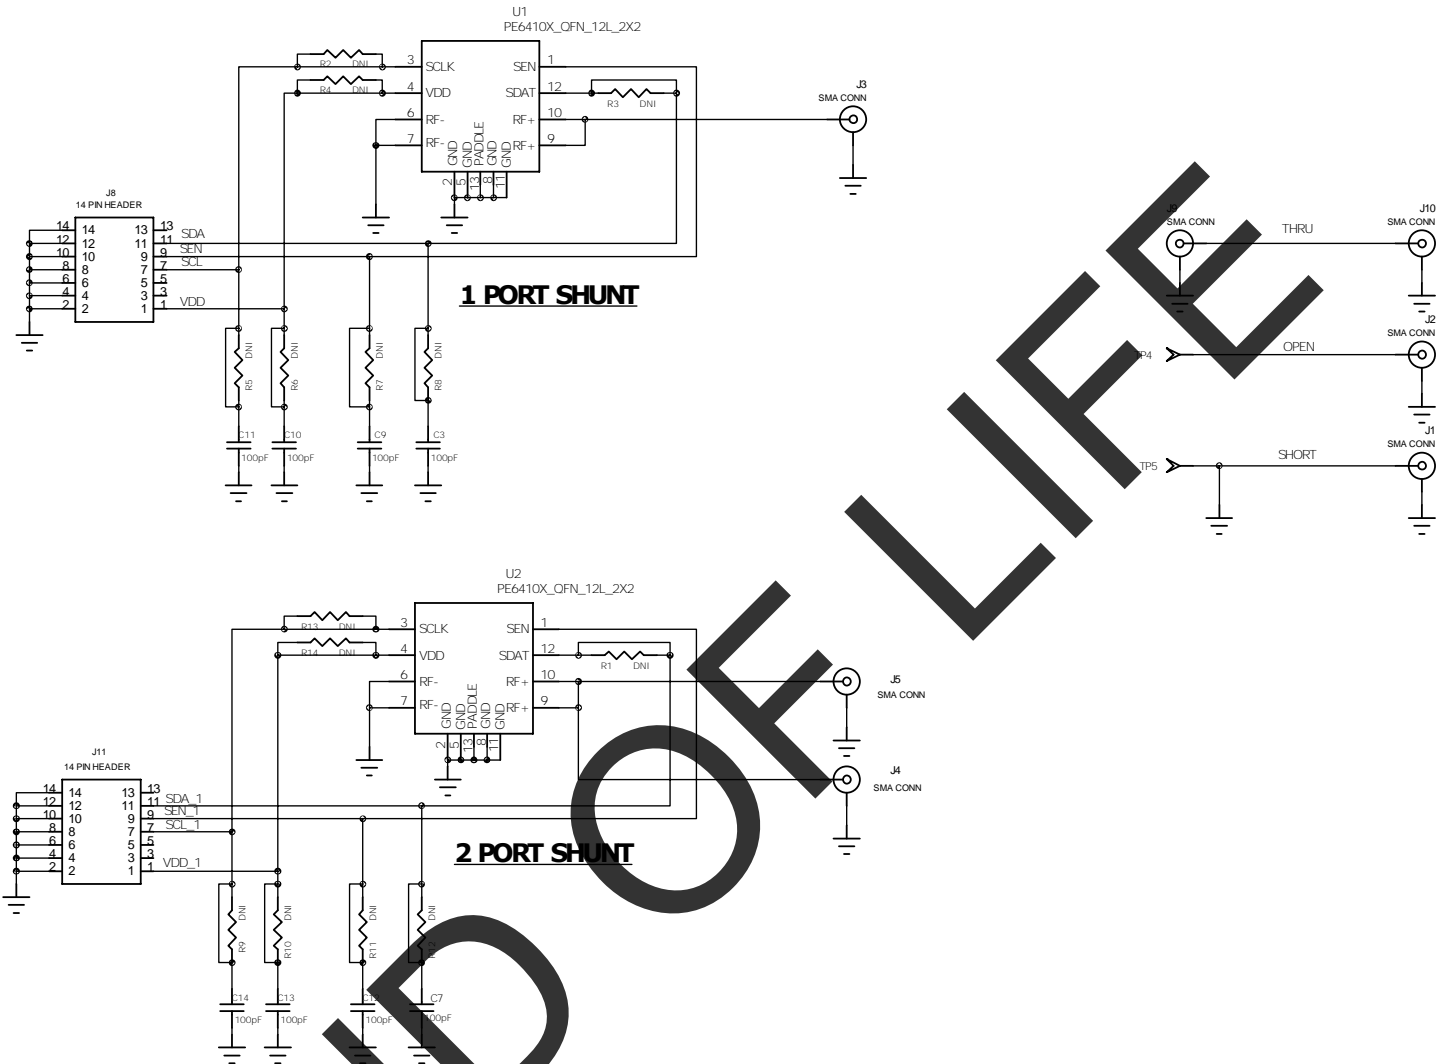 U1
PE6410X_QFN_12L_2X2
R2 DNI
3 SCLK
SEN 1
R4 DNI
4 VDD
SDAT 12
R3 DNI
6 RF-
RF+ 10
7 RF-
RF+ 9
GND GND PADDLE GND GND
2 5 13 8 11
J3
SMA CONN
J8
14 PIN HEADER
14 14 13 13
12 12 11 11 SDA
10 10 9 9 SEN
8 8 7 7 SCL
6 6 5 5
4 4 3 3
2 2 1 1 VDD
1 PORT SHUNT
R5 DNI
R6 DNI
R7 DNI
R8 DNI
C11 C10 C9 C3
100pF 100pF 100pF 100pF
J9
SMA CONN
THRU
J10
SMA CONN
TP4
OPEN
J2
SMA CONN
TP5
SHORT
J1
SMA CONN
U2
PE6410X_QFN_12L_2X2
R13 DNI
3 SCLK
SEN 1
R14 DNI
4 VDD
SDAT 12
R1 DNI
6 RF-
RF+ 10
7 RF-
RF+ 9
GND GND PADDLE GND GND
2 5 13 8 11
J5
SMA CONN
J4
SMA CONN
J11
14 PIN HEADER
14 14 13 13
12 12 11 11 SDA_1
10 10 9 9 SEN_1
8 8 7 7 SCL_1
6 6 5 5
4 4 3 3
2 2 1 1 VDD_1
2 PORT SHUNT
R9 DNI
R10 DNI
R11 DNI
R12 DNI
C14 C13 C7
100pF 100pF 100pF 100pF
D OF LIFE